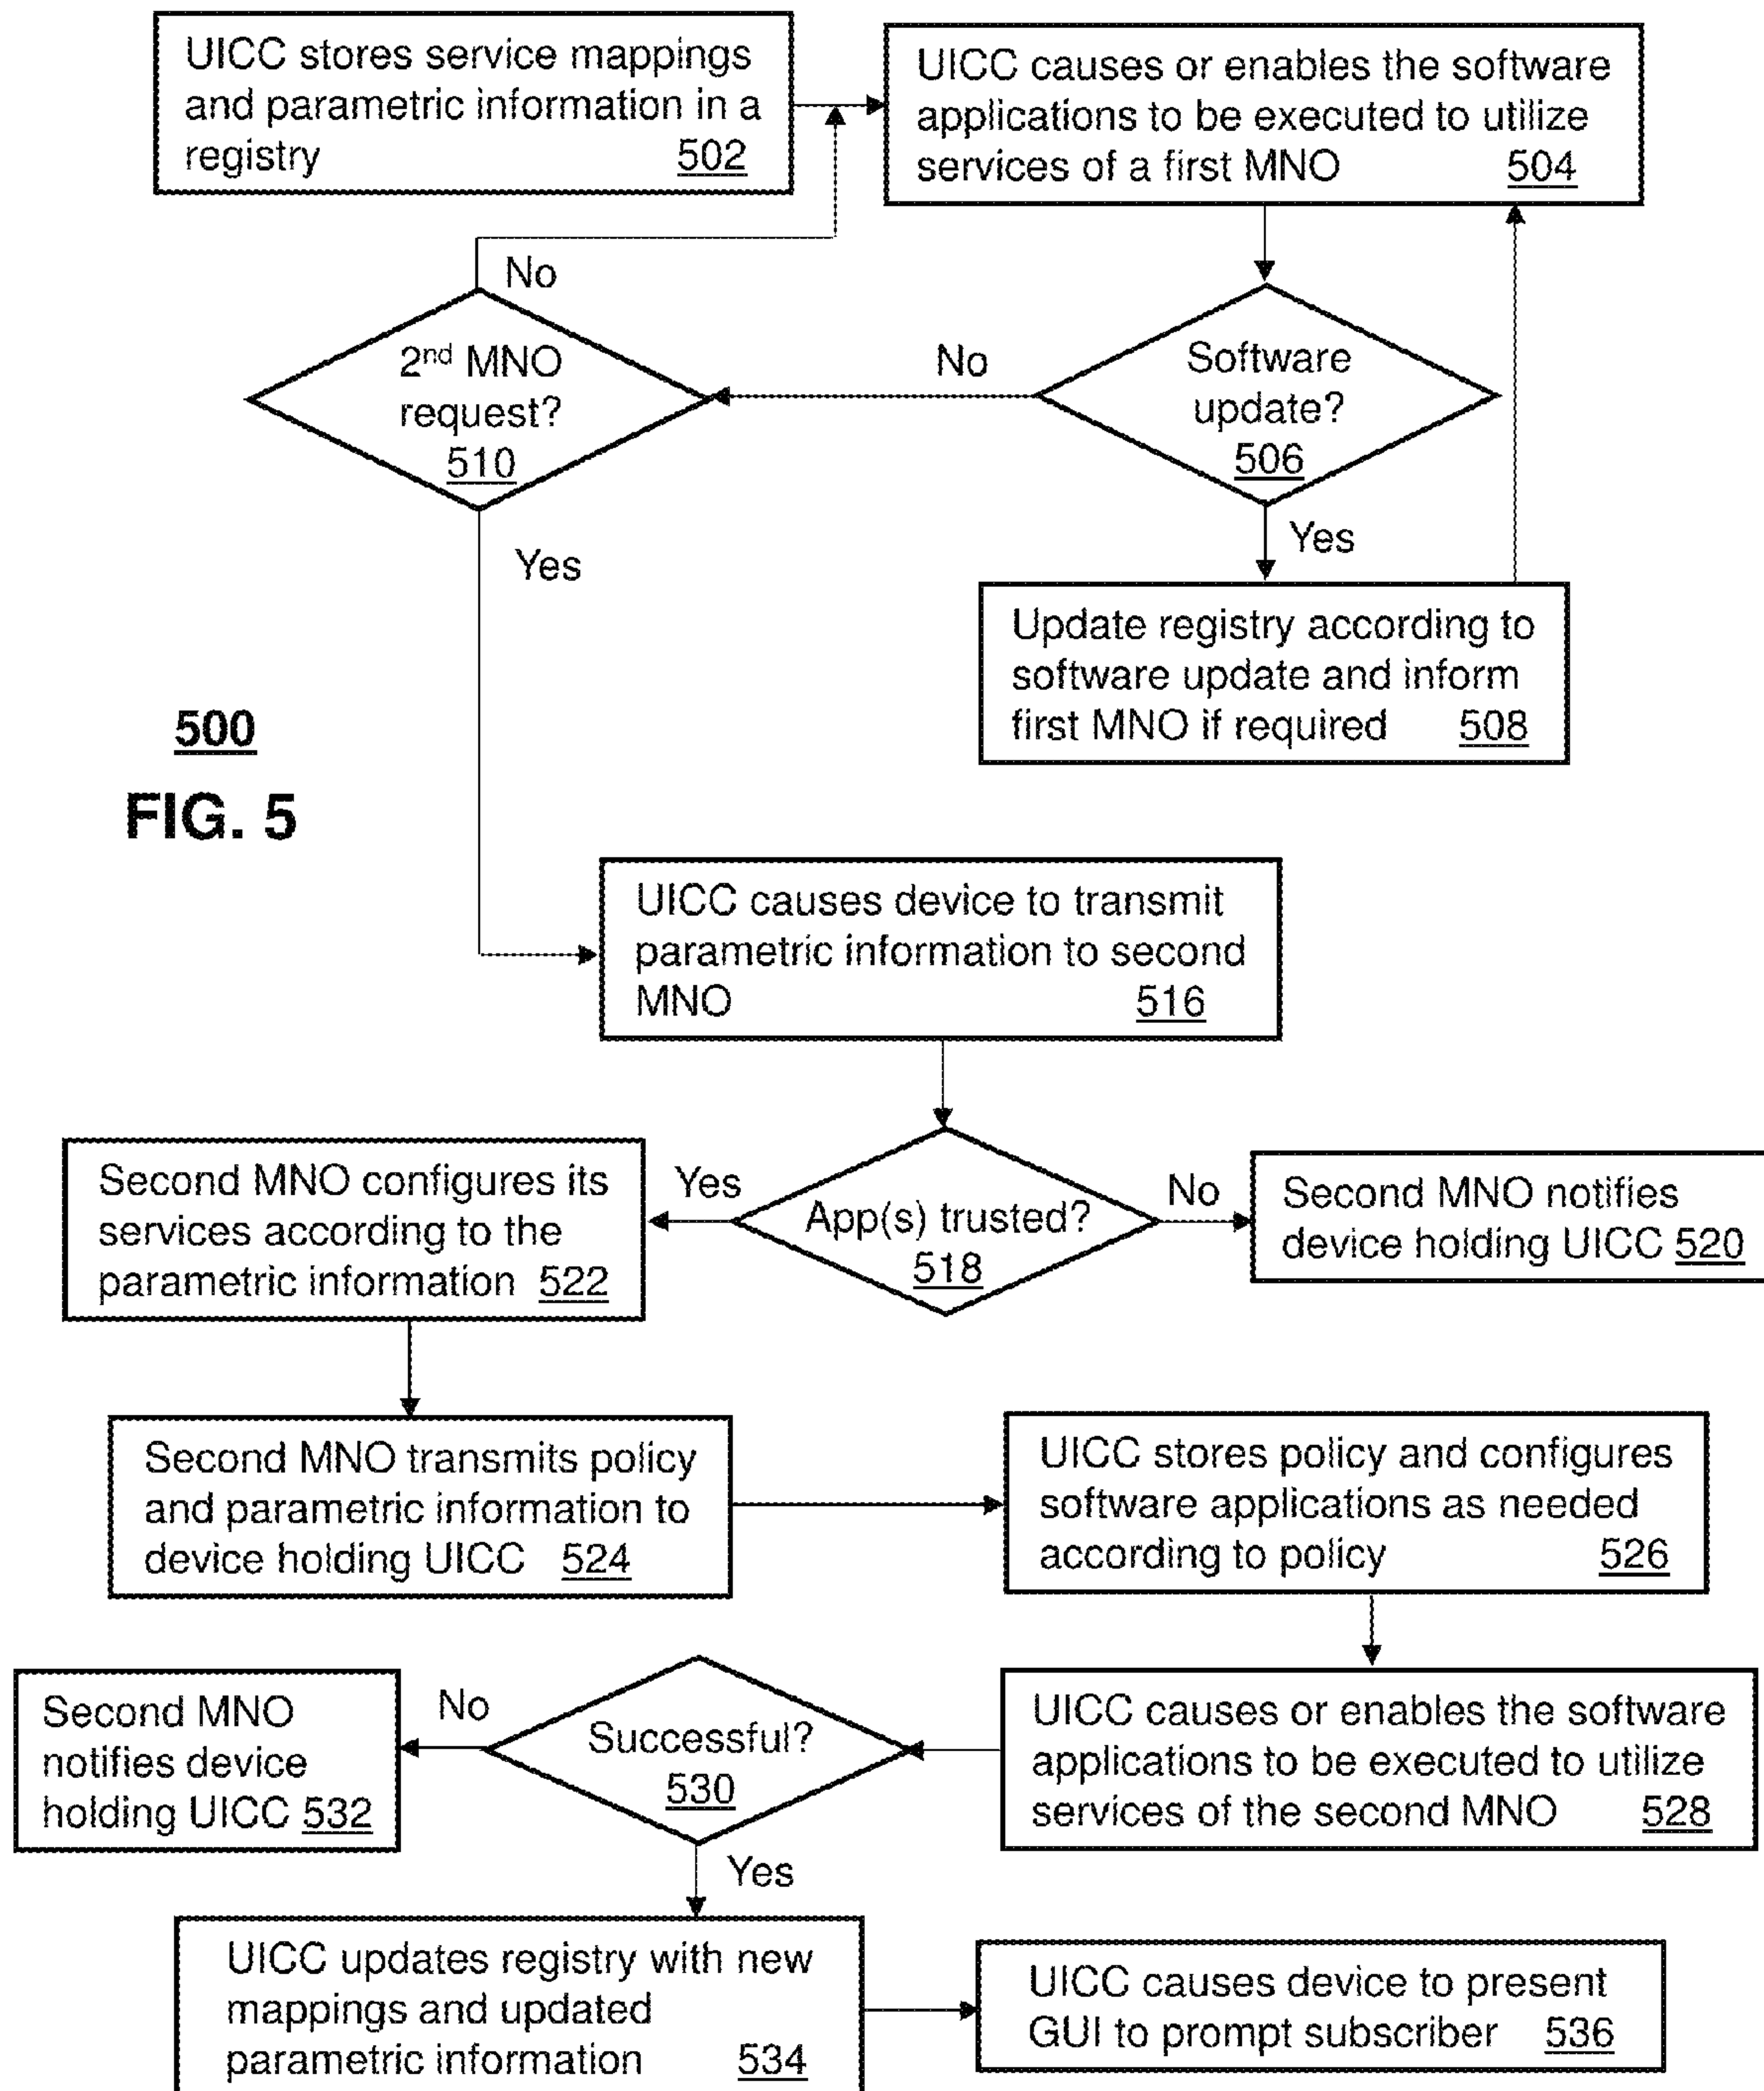 UICC stores service mappings
and parametric information in a
registry 502
UICC causes or enables the software
applications to be executed to utilize
services of a first MNO 504
No
2nd MNO
request?
510
No
Software
update?
506
Yes
Yes
Update registry according to
software update and inform
first MNO if required 508
500
FIG. 5
UICC causes device to transmit
parametric information to second
MNO 516
Second MNO configures its
services according to the
parametric information 522
Yes
App(s) trusted?
518
No
Second MNO notifies
device holding UICC 520
Second MNO transmits policy
and parametric information to
device holding UICC 524
UICC stores policy and configures
software applications as needed
according to policy 526
Second MNO
notifies device
holding UICC 532
No
Successful?
530
UICC causes or enables the software
applications to be executed to utilize
services of the second MNO 528
Yes
UICC updates registry with new
mappings and updated
parametric information 534
UICC causes device to present
GUI to prompt subscriber 536